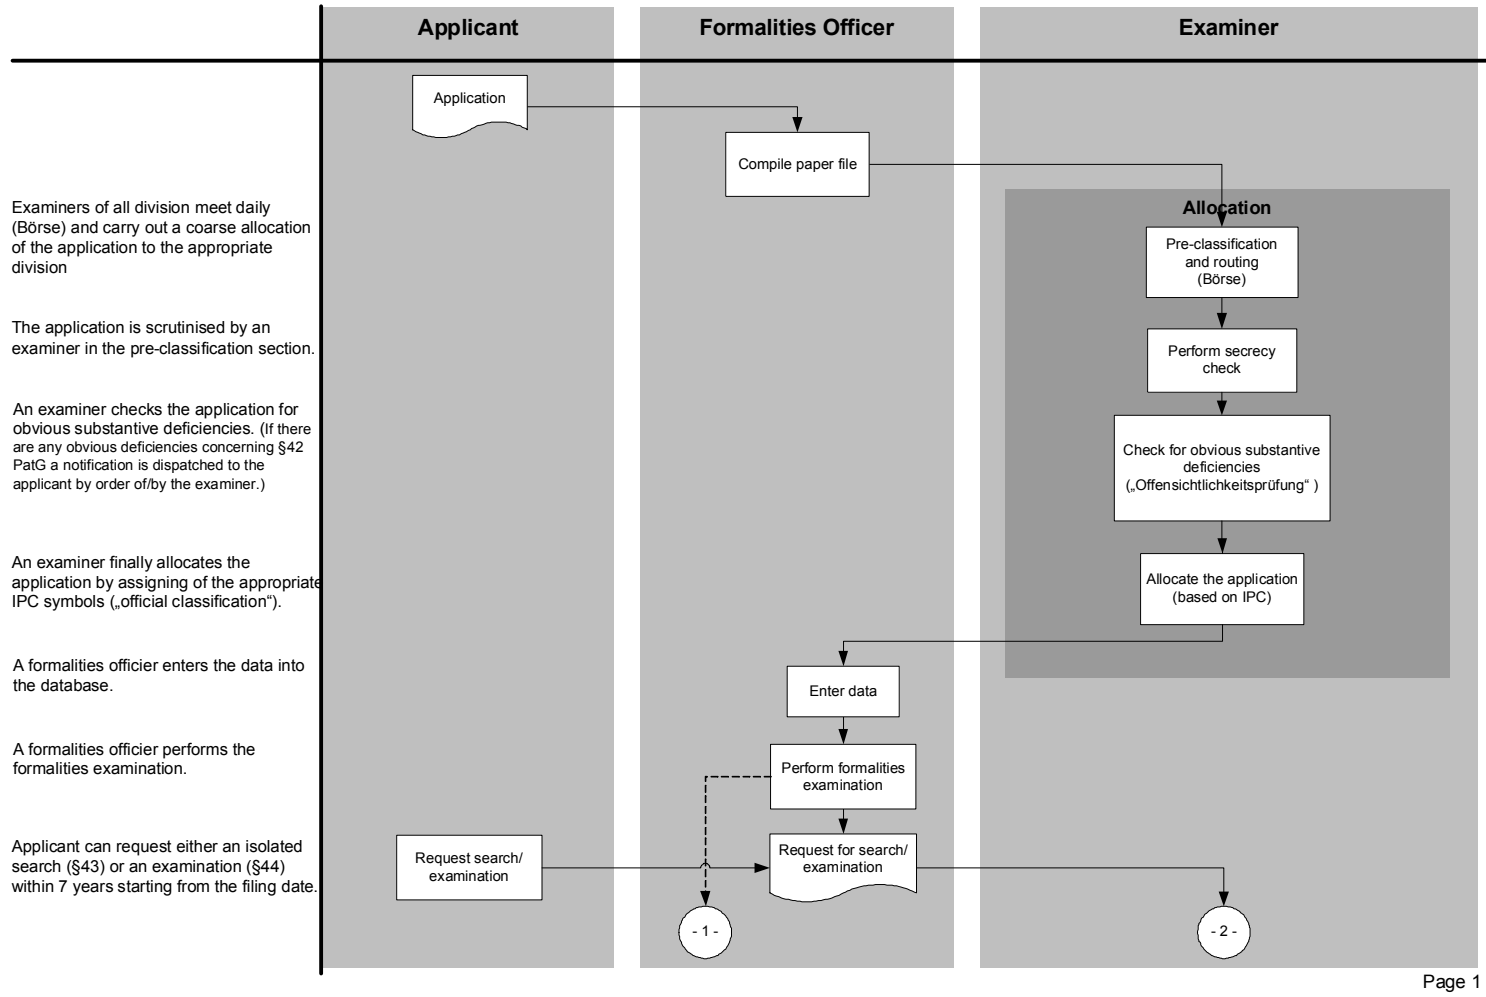 Applicant
Formalities Officer
Examiner
Application
Compile paper file
Examiners of all division meet daily
(Börse) and carry out a coarse allocation
of the application to the appropriate
division
Allocation
Pre-classification
and routing
(Börse)
The application is scrutinised by an
examiner in the pre-classification section.
Perform secrecy
check
An examiner checks the application for
obvious substantive deficiencies. (If there
are any obvious deficiencies concerning §42
PatG a notification is dispatched to the
applicant by order of/by the examiner.)
Check for obvious substantive
deficiencies
(„Offensichtlichkeitsprüfung“ )
An examiner finally allocates the
application by assigning of the appropriate
IPC symbols („official classification“).
Allocate the application
(based on IPC)
A formalities officier enters the data into
the database.
Enter data
A formalities officier performs the
formalities examination.
Perform formalities
examination
Applicant can request either an isolated
search (§43) or an examination (§44)
within 7 years starting from the filing date.
Request search/
examination
Request for search/
examination
- 1 -
- 2 -
Page 1